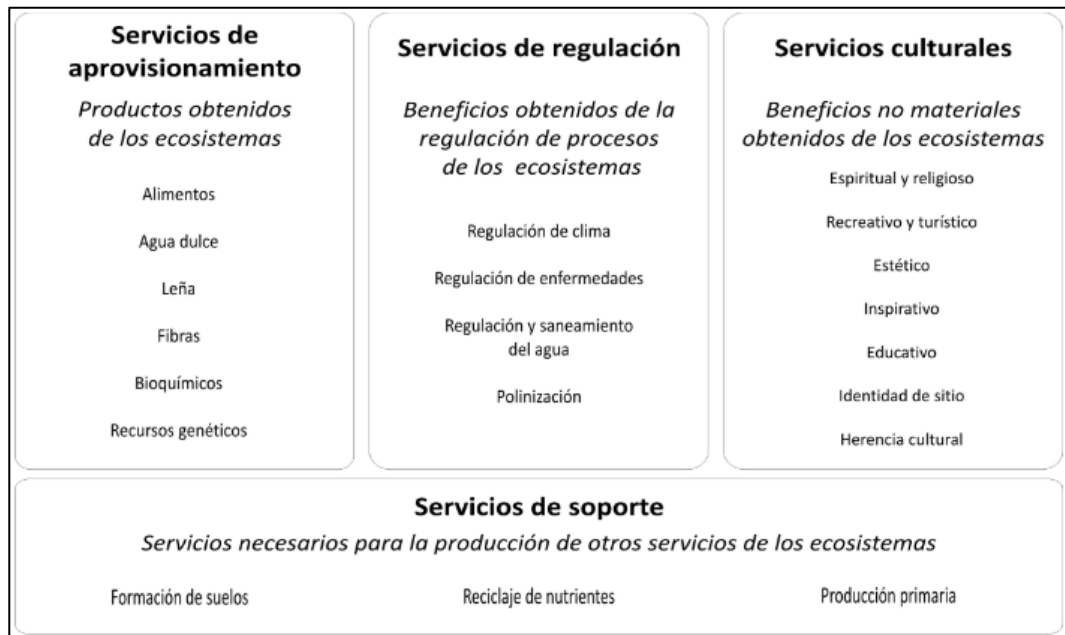 Servicios de
aprovisionamiento
Productos obtenidos
de los ecosistemas
Alimentos
Agua dulce
Leña
Fibras
Bioquímicos
Recursos genéticos
Servicios de regulación
Beneficios obtenidos de la
regulación de procesos
de los ecosistemas
Regulación de clima
Regulación de enfermedades
Regulación y saneamiento
del agua
Polinización
Servicios culturales
Beneficios no materiales
obtenidos de los ecosistemas
Espiritual y religioso
Recreativo y turístico
Estético
Inspirativo
Educativo
Identidad de sitio
Herencia cultural
Servicios de soporte
Servicios necesarios para la producción de otros servicios de los ecosistemas
Formación de suelos
Reciclaje de nutrientes
Producción primaria